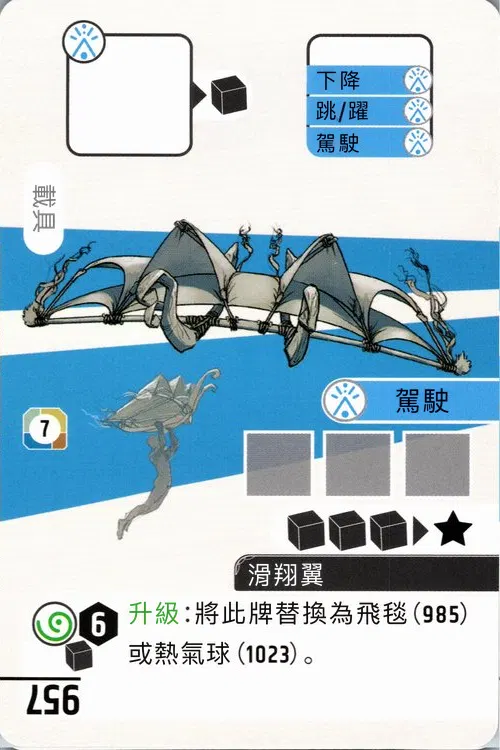 下降
跳/躍
駕駛
載具
駕駛
7
滑翔翼
6
升級：將此牌替換為飛毯（985）
或熱氣球（1023）。
957